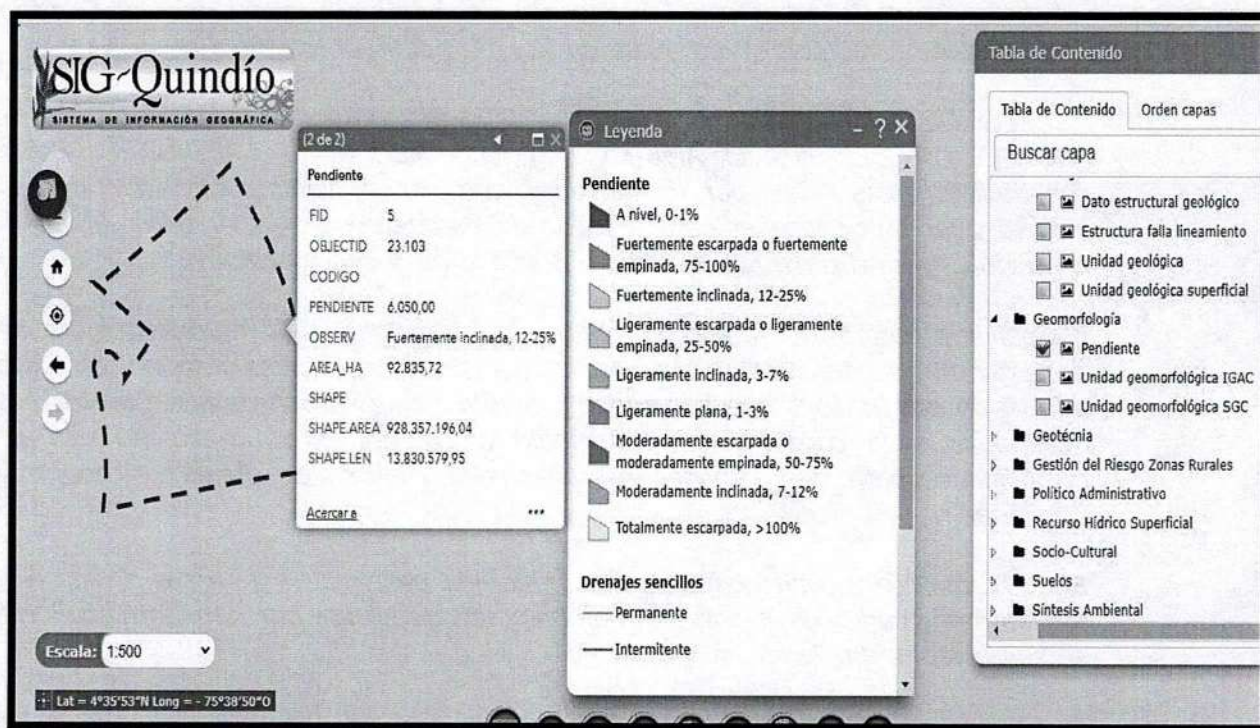 SIG-Quindío
SISTEMA DE INFORMACIÓN GEOGRÁFICA
(2 de 2)
Pendiente
FID 5
OBJECTID 23.103
CODIGO
PENDIENTE 6.050,00
OBSERV Fuertemente inclinada, 12-25%
AREA_HA 92.835,72
SHAPE
SHAPE.AREA 928.357.196,04
SHAPE.LEN 13.830.579,95
Acercar a
Leyenda
Pendiente
A nivel, 0-1%
Fuertemente escarpada o fuertemente
empinada, 75-100%
Fuertemente inclinada, 12-25%
Ligeramente escarpada o ligeramente
empinada, 25-50%
Ligeramente inclinada, 3-7%
Ligeramente plana, 1-3%
Moderadamente escarpada o
moderadamente empinada, 50-75%
Moderadamente inclinada, 7-12%
Totalmente escarpada, >100%
Drenajes sencillos
Permanente
Intermitente
Tabla de Contenido
Tabla de Contenido Orden capas
Buscar capa
Dato estructural geológico
Estructura falla lineamiento
Unidad geológica
Unidad geológica superficial
Geomorfología
Pendiente
Unidad geomorfológica IGAC
Unidad geomorfológica SGC
Geotécnia
Gestión del Riesgo Zonas Rurales
Político Administrativo
Recurso Hídrico Superficial
Socio-Cultural
Suelos
Síntesis Ambiental
Escala: 1:500
Lat = 4°35'53"N Long = - 75°38'50"O